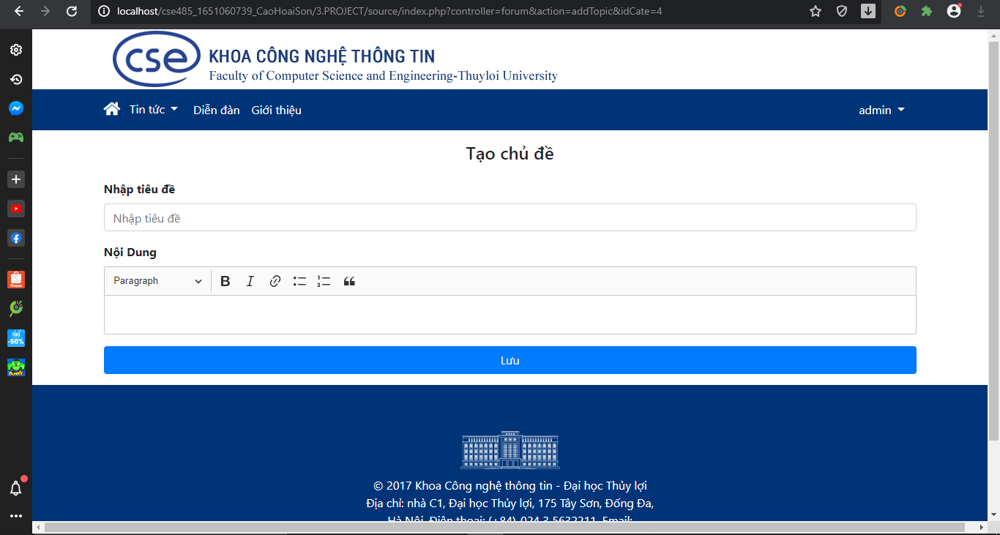 localhost/cse485_1651060739_CaoHoaiSon/3.PROJECT/source/index.php?controller=forum&action=addTopic&idCate=4
cse
KHOA CÔNG NGHỆ THÔNG TIN
Faculty of Computer Science and Engineering-Thuyloi University
Tin tức Diễn đàn Giới thiệu admin
Tạo chủ đề
Nhập tiêu đề
Nhập tiêu đề
Nội Dung
Paragraph B I
Lưu
Shopee
TIKI
-50%
© 2017 Khoa Công nghệ thông tin - Đại học Thủy lợi
Địa chỉ: nhà C1, Đại học Thủy lợi, 175 Tây Sơn, Đống Đa,
Hà Nội. Điện thoại: (+84)-024.3.5632211. Email: